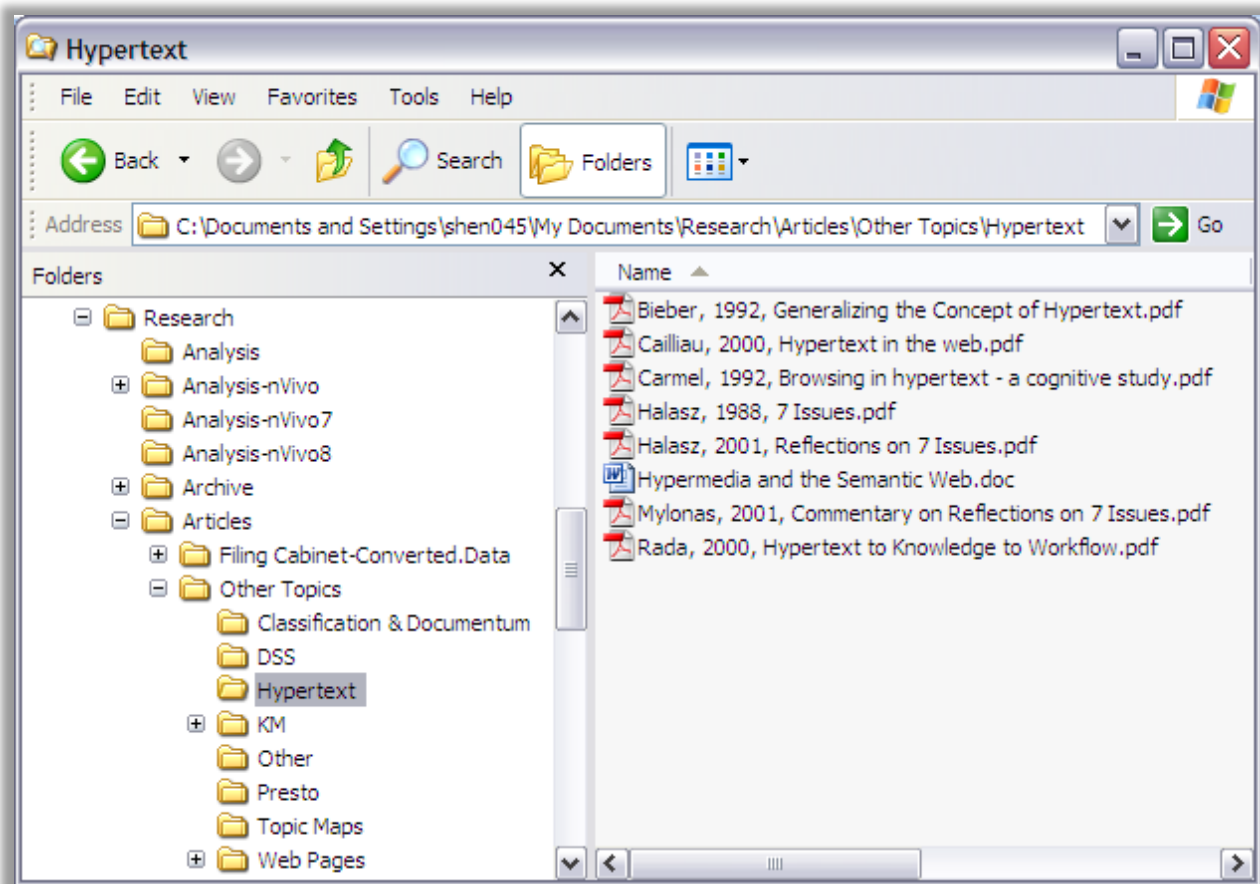 Hypertext
File Edit View Favorites Tools Help
Back Search Folders
Address C:\Documents and Settings\shen045\My Documents\Research\Articles\Other Topics\Hypertext Go
Folders
Research
Analysis
Analysis-nVivo
Analysis-nVivo7
Analysis-nVivo8
Archive
Articles
Filing Cabinet-Converted.Data
Other Topics
Classification & Documentum
DSS
Hypertext
KM
Other
Presto
Topic Maps
Web Pages
Name
Bieber, 1992, Generalizing the Concept of Hypertext.pdf
Cailliau, 2000, Hypertext in the web.pdf
Carmel, 1992, Browsing in hypertext - a cognitive study.pdf
Halasz, 1988, 7 Issues.pdf
Halasz, 2001, Reflections on 7 Issues.pdf
Hypermedia and the Semantic Web.doc
Mylonas, 2001, Commentary on Reflections on 7 Issues.pdf
Rada, 2000, Hypertext to Knowledge to Workflow.pdf